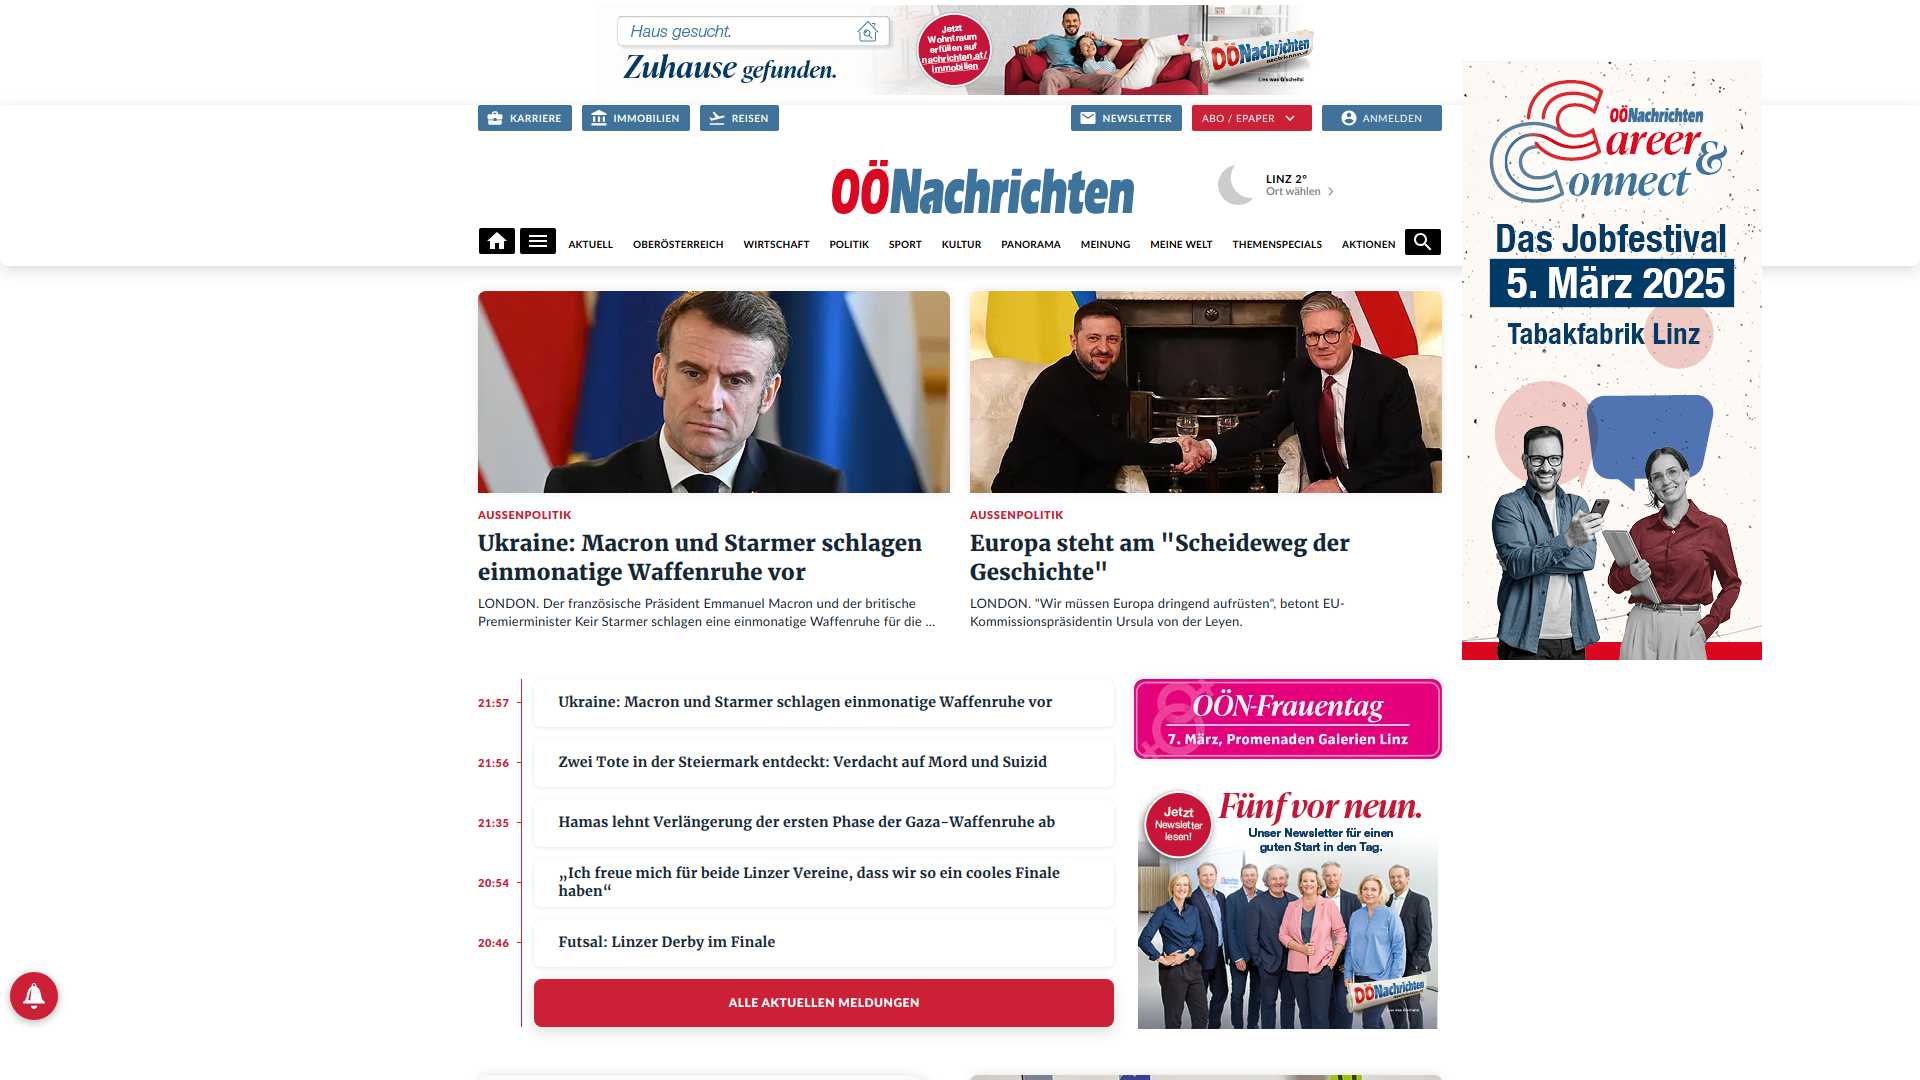 Haus gesucht.
Zuhause gefunden.
Jetzt
Wohntraum
erfüllen auf
nachrichten.at/
immobilien
OÖNachrichten
Lies was G'scheits!
KARRIERE
IMMOBILIEN
REISEN
NEWSLETTER
ABO / EPAPER
ANMELDEN
OÖNachrichten
LINZ 2°
Ort wählen
AKTUELL
OBERÖSTERREICH
WIRTSCHAFT
POLITIK
SPORT
KULTUR
PANORAMA
MEINUNG
MEINE WELT
THEMENSPECIALS
AKTIONEN
OÖNachrichten
Career &
Connect
Das Jobfestival
5. März 2025
Tabakfabrik Linz
AUSSENPOLITIK
Ukraine: Macron und Starmer schlagen
einmonatige Waffenruhe vor
LONDON. Der französische Präsident Emmanuel Macron und der britische
Premierminister Keir Starmer schlagen eine einmonatige Waffenruhe für die ...
AUSSENPOLITIK
Europa steht am "Scheideweg der
Geschichte"
LONDON. "Wir müssen Europa dringend aufrüsten", betont EU-
Kommissionspräsidentin Ursula von der Leyen.
21:57
Ukraine: Macron und Starmer schlagen einmonatige Waffenruhe vor
21:56
Zwei Tote in der Steiermark entdeckt: Verdacht auf Mord und Suizid
21:35
Hamas lehnt Verlängerung der ersten Phase der Gaza-Waffenruhe ab
20:54
„Ich freue mich für beide Linzer Vereine, dass wir so ein cooles Finale
haben“
20:46
Futsal: Linzer Derby im Finale
ALLE AKTUELLEN MELDUNGEN
OÖN-Frauentag
7. März, Promenaden Galerien Linz
Jetzt
Newsletter
lesen!
Fünf vor neun.
Unser Newsletter für einen
guten Start in den Tag.
OÖNachrichten